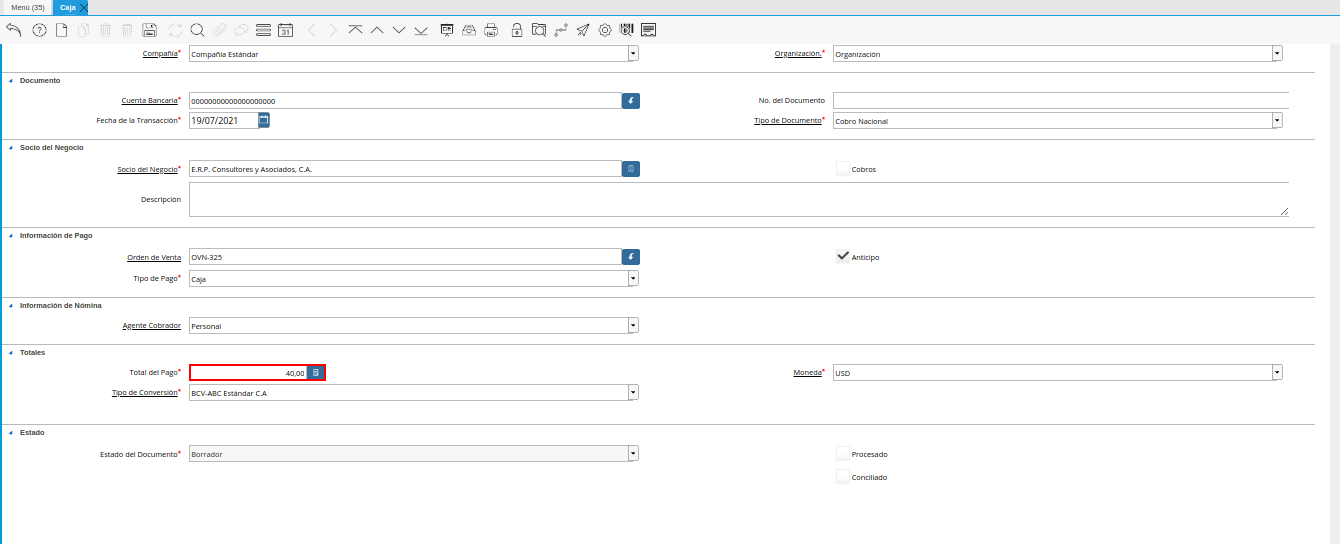 Menú (35) Caja
31
Compañía* Compañia Estándar Organización.* Organización
Documento
Cuenta Bancaria* 00000000000000000000 No. del Documento
Fecha de la Transacción* 19/07/2021 Tipo de Documento* Cobro Nacional
Socio del Negocio
Socio del Negocio* E.R.P. Consultores y Asociados, C.A. Cobros
Descripción
Información de Pago
Orden de Venta OVN-325 Anticipo
Tipo de Pago* Caja
Información de Nómina
Agente Cobrador Personal
Totales
Total del Pago* 40,00 Moneda* USD
Tipo de Conversión* BCV-ABC Estándar C.A
Estado
Estado del Documento* Borrador Procesado
Conciliado